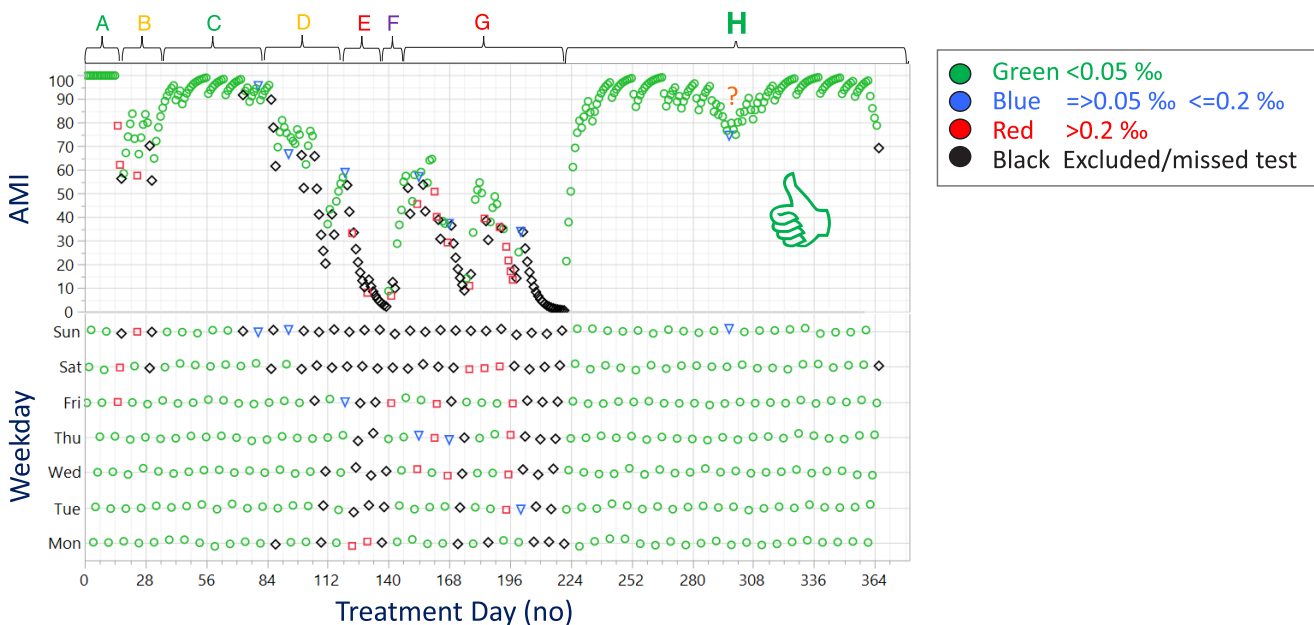 A B C D E F G H
100
90
80
70
60
50
40
30
20
10
0
AMI
?
Green <0.05 ‰
Blue =>0.05 ‰ <=0.2 ‰
Red >0.2 ‰
Black Excluded/missed test
Sun
Sat
Fri
Thu
Wed
Tue
Mon
Weekday
0 28 56 84 112 140 168 196 224 252 280 308 336 364
Treatment Day (no)